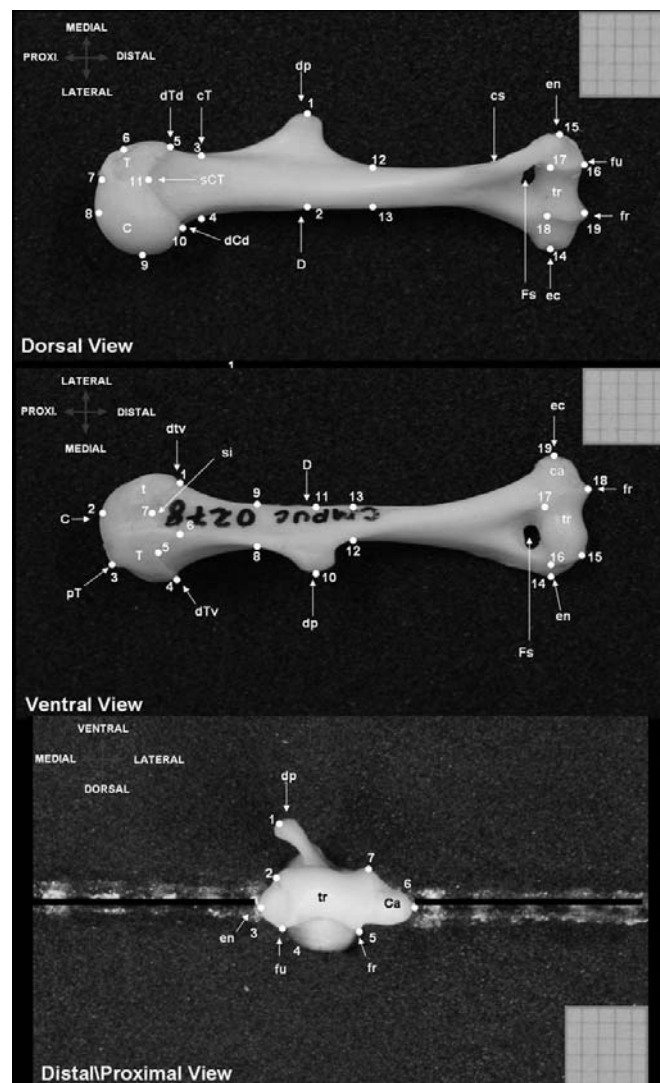 MEDIAL
PROXI. DISTAL
LATERAL
dp
dTd cT
cs
en
1
6 5 3
15
T
12
17
fu
16
7 11 sCT
tr
8
C
2 13
18
fr
19
4
10
dCd
9
D
14
Fs
ec
Dorsal View
1
LATERAL
PROXI. DISTAL
MEDIAL
dtv
si
D
ec
19
ca
1
t
18
fr
9 11 13
C
2
7
CMPUC 0278
17
tr
6
5
T
12
8
15
3
16
pT
4
10
14
dTv
dp
en
Fs
Ventral View
VENTRAL
MEDIAL LATERAL
DORSAL
dp
1
7
2
tr
6
Ca
3
en
4
5
fu
fr
Distal\Proximal View